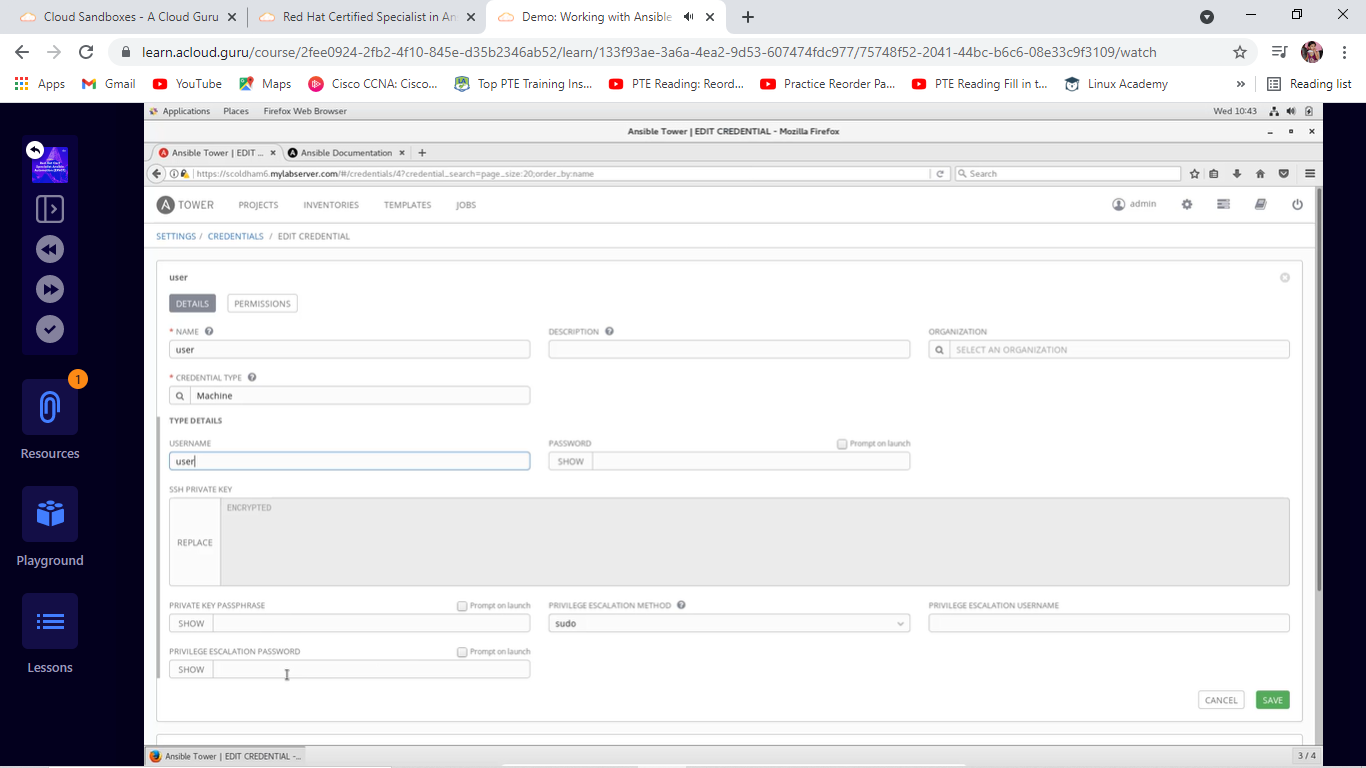 Cloud Sandboxes - A Cloud Guru
Red Hat Certified Specialist in An
Demo: Working with Ansible
learn.acloud.guru/course/2fee0924-2fb2-4f10-845e-d35b2346ab52/learn/133f93ae-3a6a-4ea2-9d53-607474fdc977/75748f52-2041-44bc-b6c6-08e33c9f3109/watch
Apps Gmail YouTube Maps Cisco CCNA: Cisco... Top PTE Training Ins... PTE Reading: Reord... Practice Reorder Pa... PTE Reading Fill in t... Linux Academy » Reading list
Applications Places Firefox Web Browser Wed 10:43
Ansible Tower | EDIT CREDENTIAL - Mozilla Firefox
Ansible Tower | EDIT ... Ansible Documentation
https://scoldham6.mylabserver.com/#/credentials/4?credential_search=page_size:20;order_by:name Search
A TOWER PROJECTS INVENTORIES TEMPLATES JOBS admin
SETTINGS / CREDENTIALS / EDIT CREDENTIAL
user
DETAILS PERMISSIONS
* NAME ? DESCRIPTION ? ORGANIZATION
user SELECT AN ORGANIZATION
* CREDENTIAL TYPE ?
Machine
TYPE DETAILS
USERNAME PASSWORD Prompt on launch
user SHOW
SSH PRIVATE KEY
ENCRYPTED
REPLACE
PRIVATE KEY PASSPHRASE Prompt on launch PRIVILEGE ESCALATION METHOD ? PRIVILEGE ESCALATION USERNAME
SHOW sudo
PRIVILEGE ESCALATION PASSWORD Prompt on launch
SHOW
CANCEL SAVE
Ansible Tower | EDIT CREDENTIAL -... 3 / 4
1
Resources
Playground
Lessons